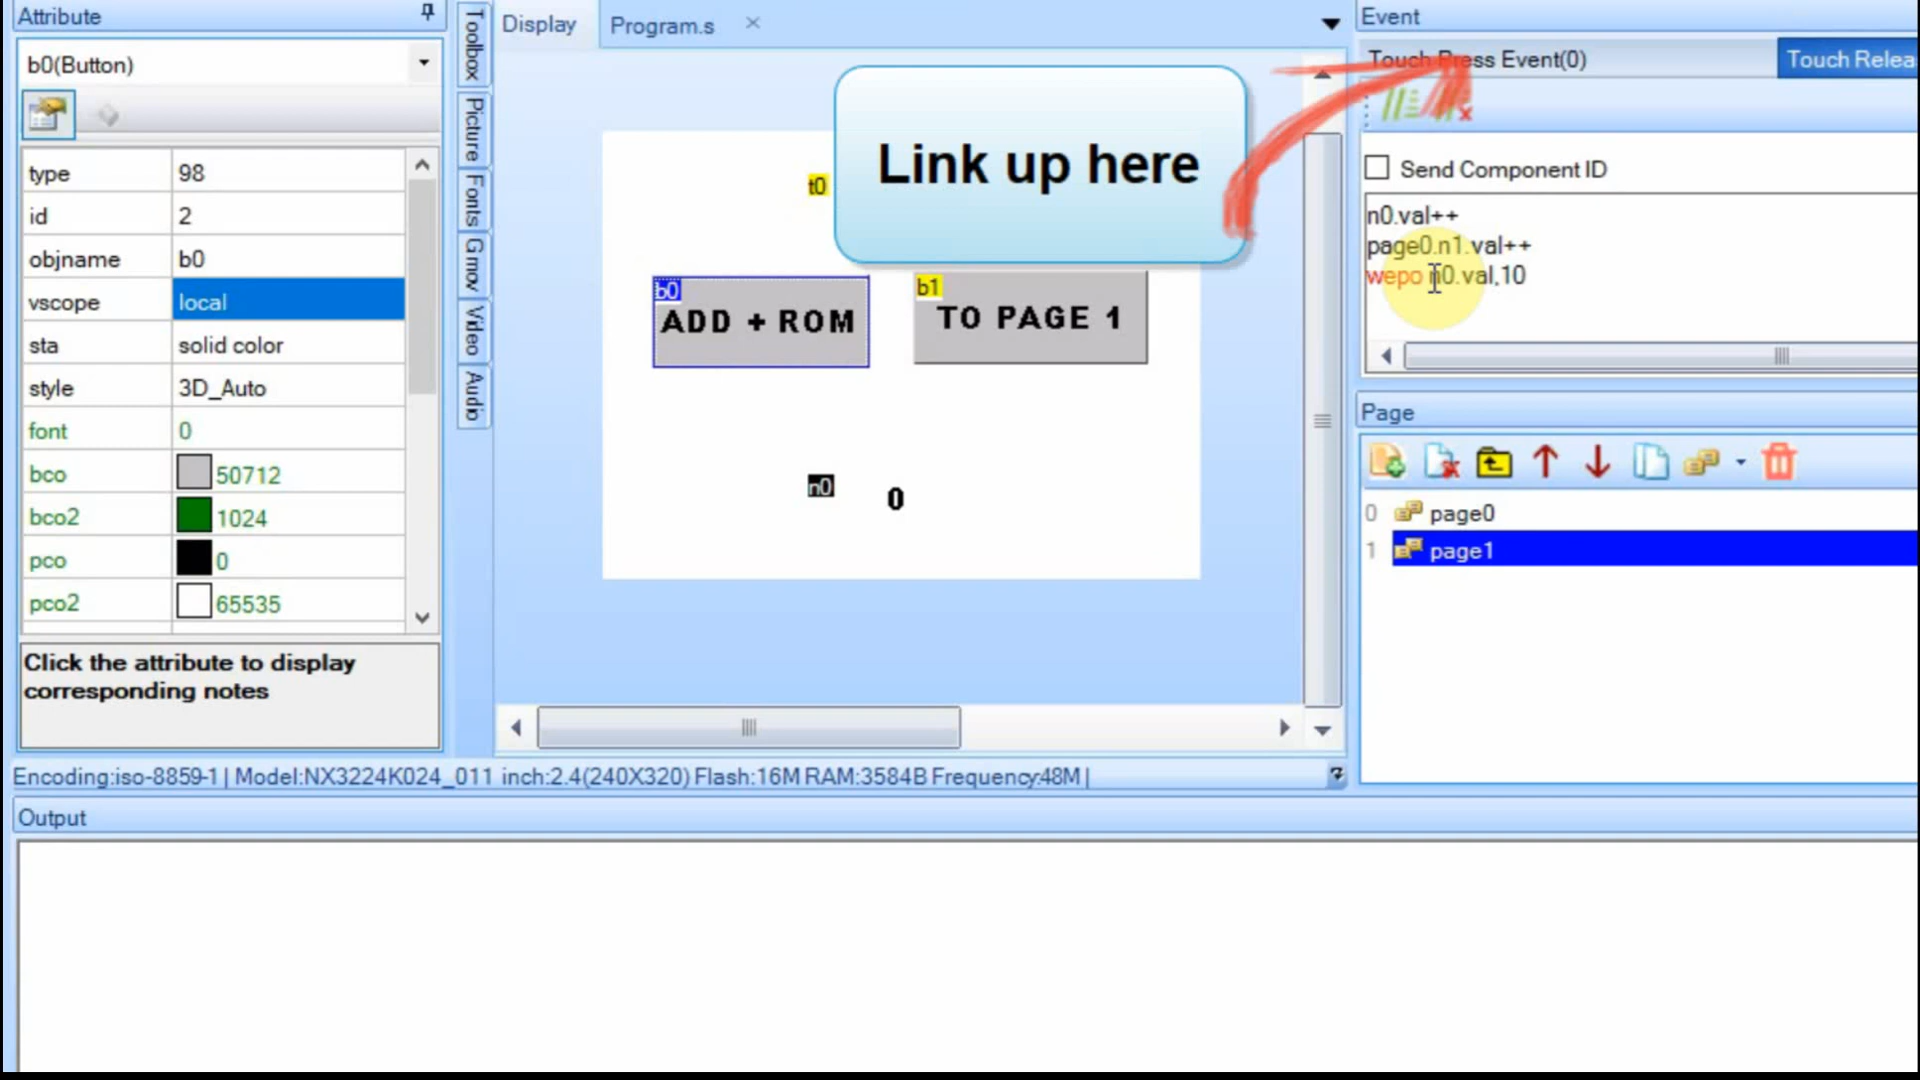 Attribute
b0(Button)
type 98
id 2
objname b0
vscope local
sta solid color
style 3D_Auto
font 0
bco 50712
bco2 1024
pco 0
pco2 65535
Click the attribute to display
corresponding notes
Toolbox
Picture
Fonts
Gmov
Video
Audio
Display
Program.s
t0
Link up here
b0
ADD + ROM
b1
TO PAGE 1
n0
0
Encoding:iso-8859-1| Model:NX3224K024_011 inch:2.4(240X320) Flash:16M RAM:3584B Frequency:48M |
Event
Touch Press Event(0)
Touch Relea
Send Component ID
n0.val++
page0.n1.val++
wepo n0.val,10
Page
0 page0
1 page1
Output